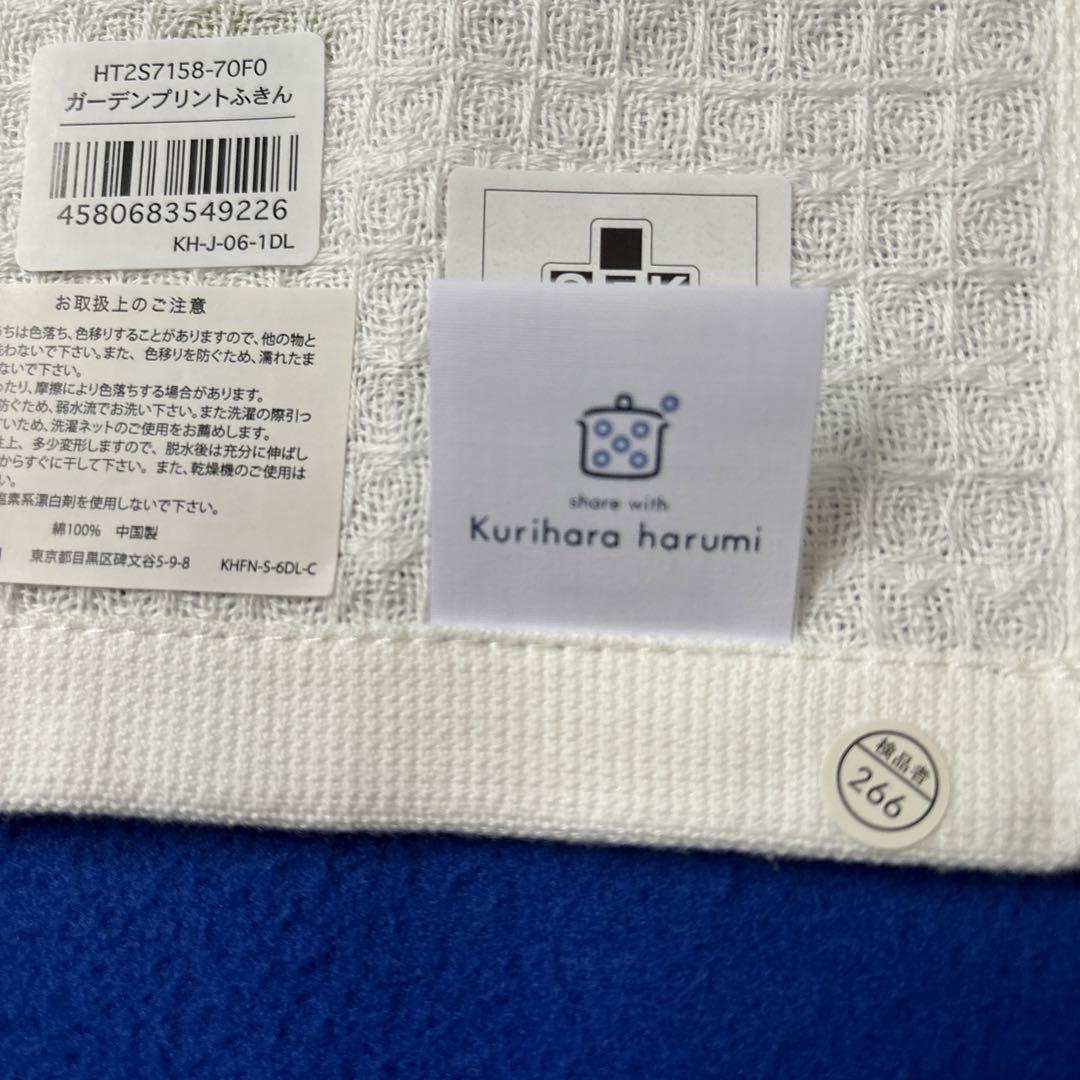 HT2S7158-70F0
ガーデンプリントふきん
4580683549226
KH-J-06-1DL
お取扱上のご注意
ちは色落ち、色移りすることがありますので、他の物と
わないで下さい。また、色移りを防ぐため、濡れたま
ないで下さい。
ったり、摩擦により色落ちする場合があります。
防ぐため、弱水流でお洗い下さい。また洗濯の際引っ
いため、洗濯ネットのご使用をお薦めします。
上、多少変形しますので、脱水後は充分に伸ばし
からすぐに干して下さい。また、乾燥機のご使用は
い。
塩素系漂白剤を使用しないで下さい。
綿100% 中国製
東京都目黒区碑文谷5-9-8 KHFN-S-6DL-C
share with
Kurihara harumi
検品者
266